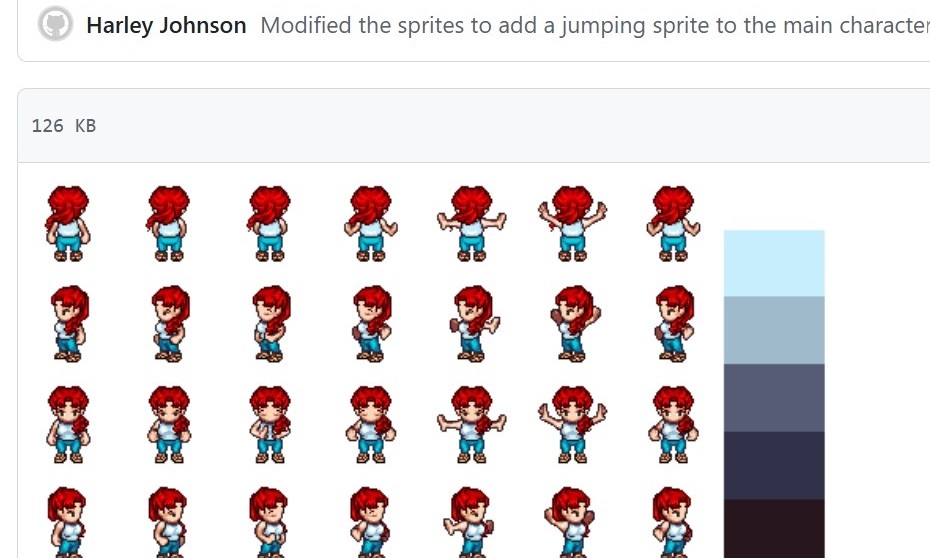 Harley Johnson Modified the sprites to add a jumping sprite to the main character
126 KB